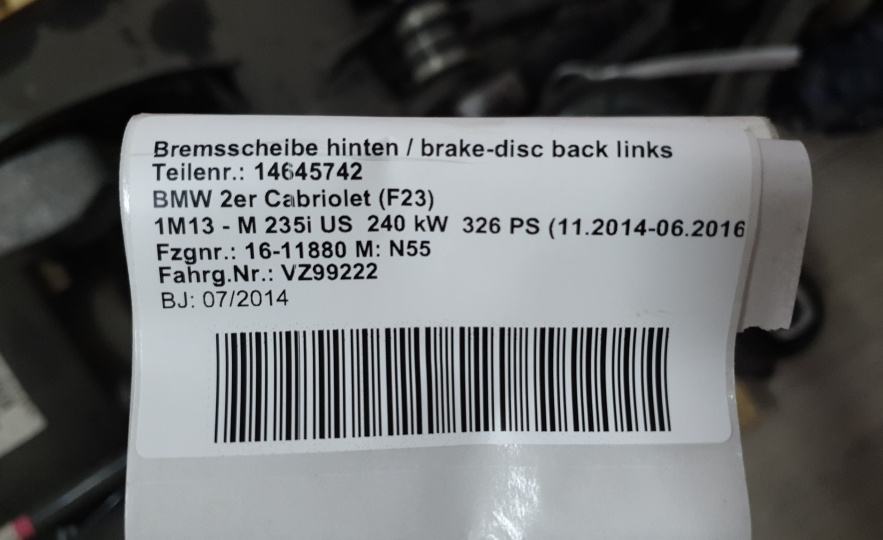 Bremsscheibe hinten / brake-disc back links
Teilenr.: 14645742
BMW 2er Cabriolet (F23)
1M13 - M 235i US 240 kW 326 PS (11.2014-06.2016
Fzgnr.: 16-11880 M: N55
Fahrg.Nr.: VZ99222
BJ: 07/2014